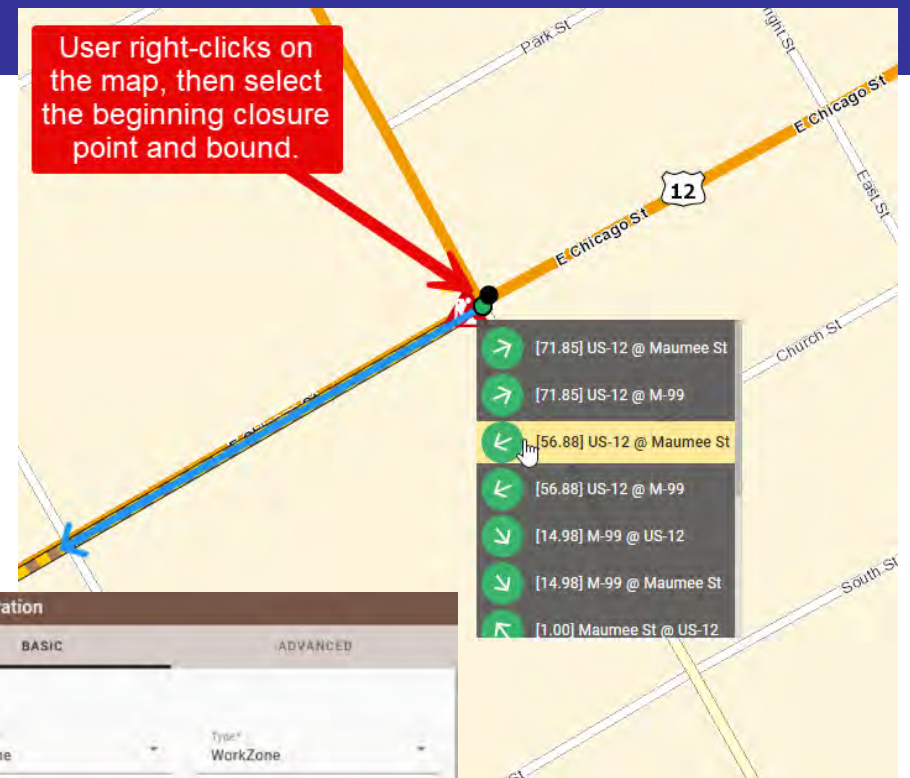 User right-clicks on
the map, then select
the beginning closure
point and bound.
Park St
E Chicago St
12
E Chicago St
East St
Church St
[71.85] US-12 @ Maumee St
[71.85] US-12 @ M-99
[56.88] US-12 @ Maumee St
[56.88] US-12 @ M-99
[14.98] M-99 @ US-12
[14.98] M-99 @ Maumee St
[1.00] Maumee St @ US-12
South St
BASIC
ADVANCED
Type*
WorkZone
St